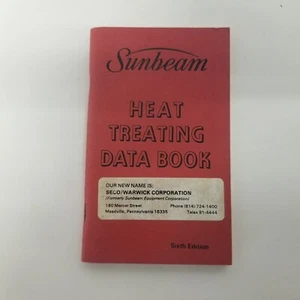 Sunbeam
HEAT
TREATING
DATA BOOK
OUR NEW NAME IS:
SECO/WARWICK CORPORATION
(Formerly Sunbeam Equipment Corporation)
180 Mercer Street Phone (814) 724-1400
Meadville, Pennsylvania 16335 Telex 91-4444
Sixth Edition